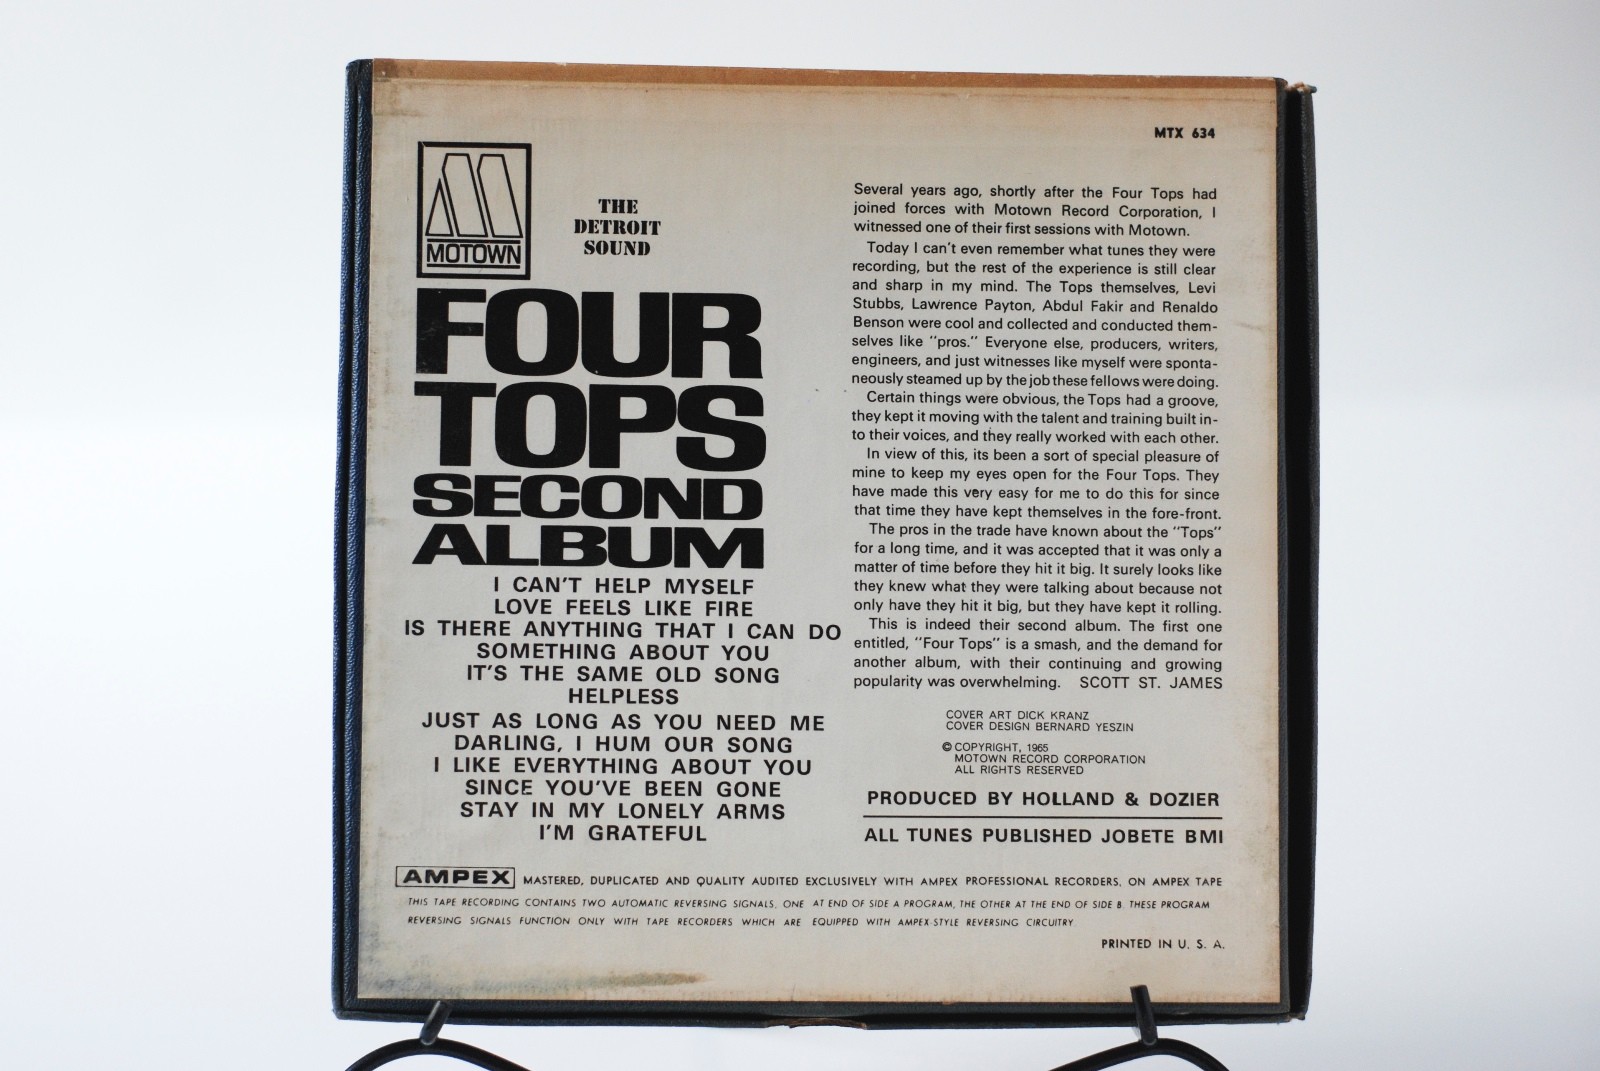 MTX 634
MOTOWN
THE
DETROIT
SOUND
FOUR
TOPS
SECOND
ALBUM
I CAN'T HELP MYSELF
LOVE FEELS LIKE FIRE
IS THERE ANYTHING THAT I CAN DO
SOMETHING ABOUT YOU
IT'S THE SAME OLD SONG
HELPLESS
JUST AS LONG AS YOU NEED ME
DARLING, I HUM OUR SONG
I LIKE EVERYTHING ABOUT YOU
SINCE YOU'VE BEEN GONE
STAY IN MY LONELY ARMS
I'M GRATEFUL
Several years ago, shortly after the Four Tops had
joined forces with Motown Record Corporation, I
witnessed one of their first sessions with Motown.
Today I can't even remember what tunes they were
recording, but the rest of the experience is still clear
and sharp in my mind. The Tops themselves, Levi
Stubbs, Lawrence Payton, Abdul Fakir and Renaldo
Benson were cool and collected and conducted them-
selves like "pros." Everyone else, producers, writers,
engineers, and just witnesses like myself were sponta-
neously steamed up by the job these fellows were doing.
Certain things were obvious, the Tops had a groove,
they kept it moving with the talent and training built in-
to their voices, and they really worked with each other.
In view of this, its been a sort of special pleasure of
mine to keep my eyes open for the Four Tops. They
have made this very easy for me to do this for since
that time they have kept themselves in the fore-front.
The pros in the trade have known about the "Tops"
for a long time, and it was accepted that it was only a
matter of time before they hit it big. It surely looks like
they knew what they were talking about because not
only have they hit it big, but they have kept it rolling.
This is indeed their second album. The first one
entitled, "Four Tops" is a smash, and the demand for
another album, with their continuing and growing
popularity was overwhelming. SCOTT ST. JAMES
COVER ART DICK KRANZ
COVER DESIGN BERNARD YESZIN
© COPYRIGHT, 1965
MOTOWN RECORD CORPORATION
ALL RIGHTS RESERVED
PRODUCED BY HOLLAND & DOZIER
ALL TUNES PUBLISHED JOBETE BMI
AMPEX MASTERED, DUPLICATED AND QUALITY AUDITED EXCLUSIVELY WITH AMPEX PROFESSIONAL RECORDERS, ON AMPEX TAPE
THIS TAPE RECORDING CONTAINS TWO AUTOMATIC REVERSING SIGNALS, ONE AT END OF SIDE A PROGRAM, THE OTHER AT THE END OF SIDE B. THESE PROGRAM
REVERSING SIGNALS FUNCTION ONLY WITH TAPE RECORDERS WHICH ARE EQUIPPED WITH AMPEX-STYLE REVERSING CIRCUITRY.
PRINTED IN U. S. A.